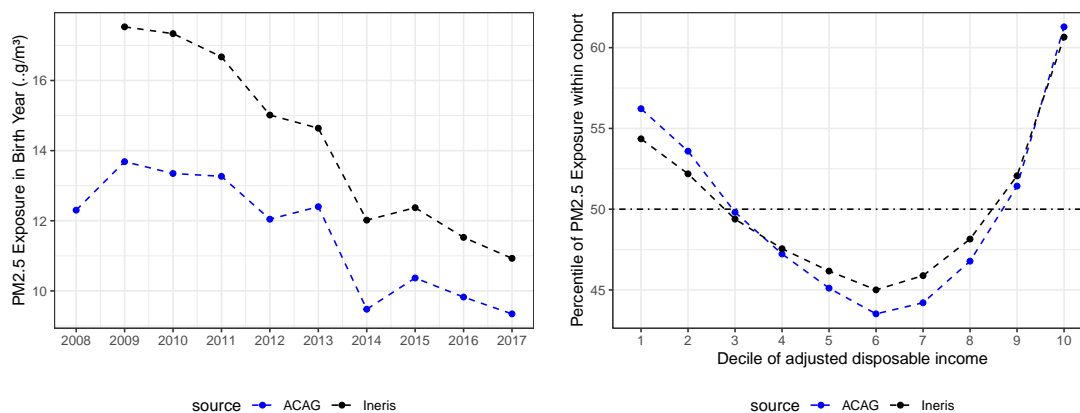 PM2.5 Exposure in Birth Year (..g/m³)
16
14
12
10
2008 2009 2010 2011 2012 2013 2014 2015 2016 2017
source ACAG Ineris
Percentile of PM2.5 Exposure within cohort
60
55
50
45
1 2 3 4 5 6 7 8 9 10
Decile of adjusted disposable income
source ACAG Ineris